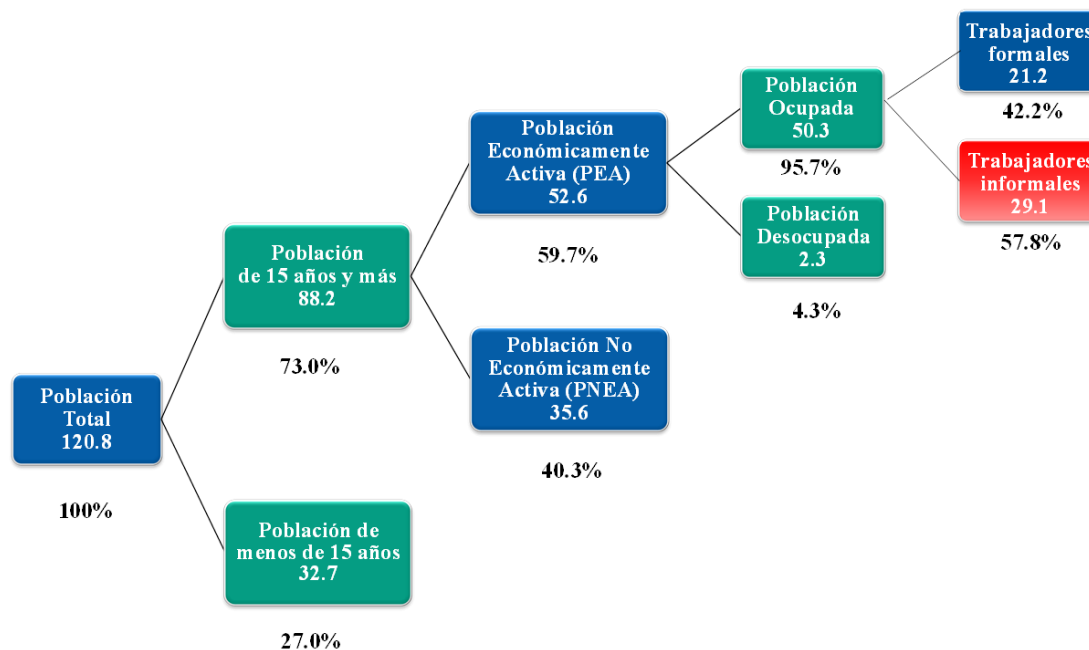 Población
Total
120.8
100%
Población
de 15 años y más
88.2
73.0%
Población de
menos de 15 años
32.7
27.0%
Población
Económicamente
Activa (PEA)
52.6
59.7%
Población No
Económicamente
Activa (PNEA)
35.6
40.3%
Población
Ocupada
50.3
95.7%
Población
Desocupada
2.3
4.3%
Trabajadores
formales
21.2
42.2%
Trabajadores
informales
29.1
57.8%